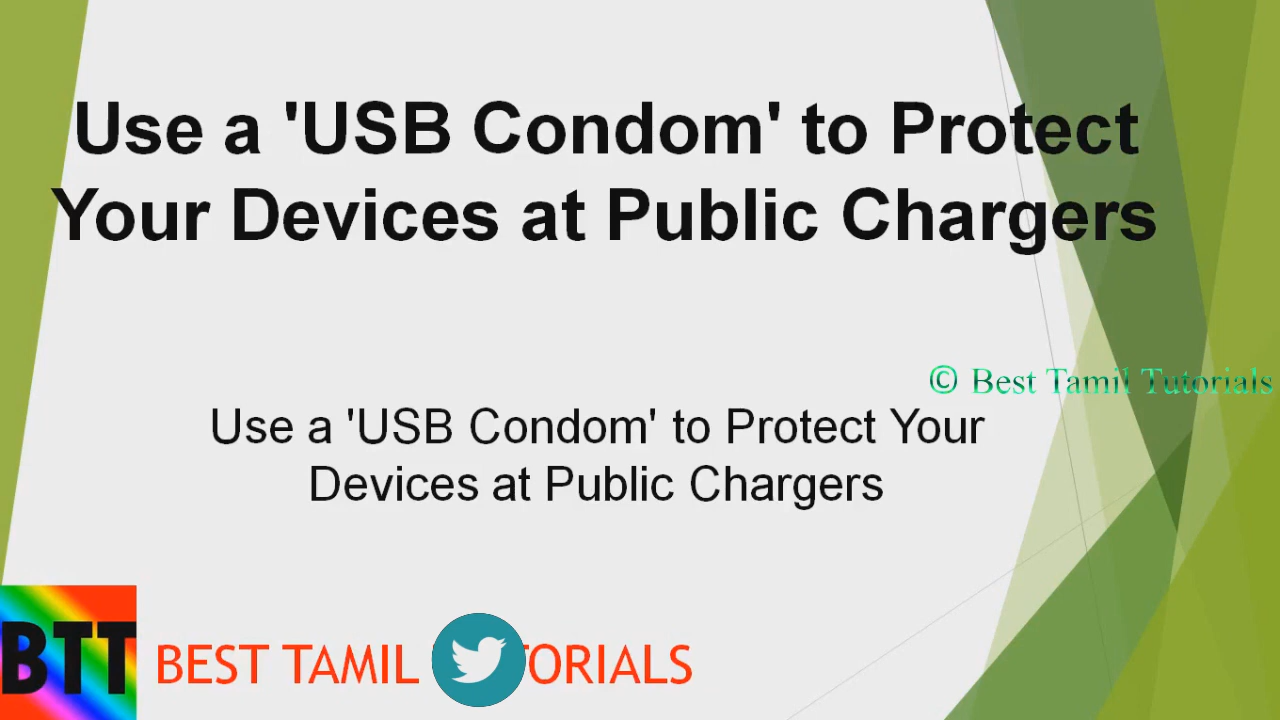 Use a 'USB Condom' to Protect
Your Devices at Public Chargers
© Best Tamil Tutorials
Use a 'USB Condom' to Protect Your
Devices at Public Chargers
BTT
BEST TAMIL TORIALS